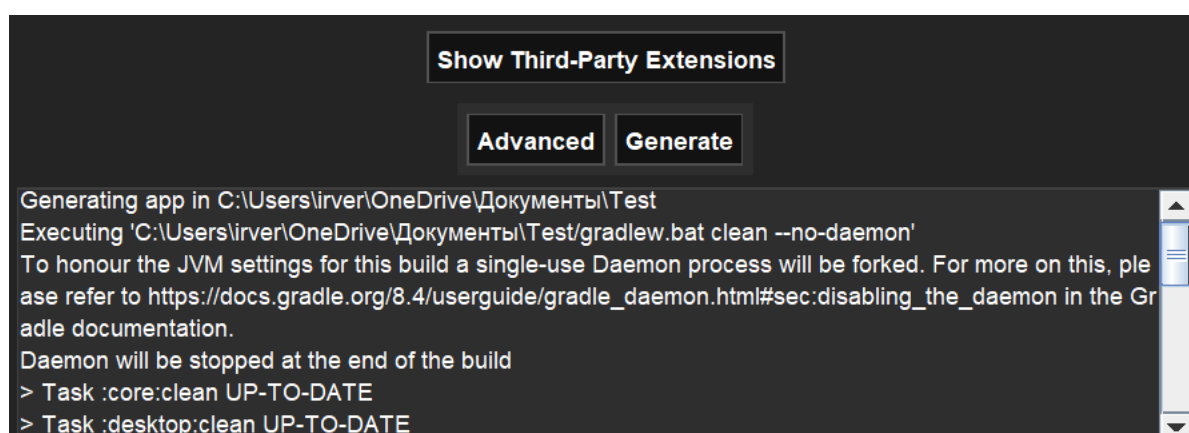 Show Third-Party Extensions
Advanced Generate
Generating app in C:\Users\irver\OneDrive\Документы\Test
Executing 'C:\Users\irver\OneDrive\Документы\Test/gradlew.bat clean --no-daemon'
To honour the JVM settings for this build a single-use Daemon process will be forked. For more on this, ple
ase refer to https://docs.gradle.org/8.4/userguide/gradle_daemon.html#sec:disabling_the_daemon in the Gr
adle documentation.
Daemon will be stopped at the end of the build
> Task :core:clean UP-TO-DATE
> Task :desktop:clean UP-TO-DATE